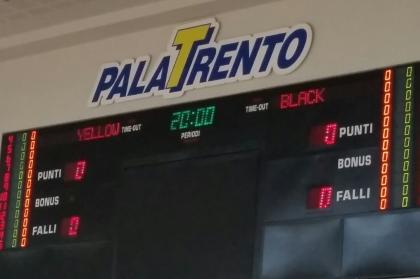 PALATRENTO
YELLOW TIME-OUT 20:00 TIME-OUT BLACK
PERIODI
PUNTI 0 0 PUNTI
BONUS BONUS
FALLI 0 0 FALLI